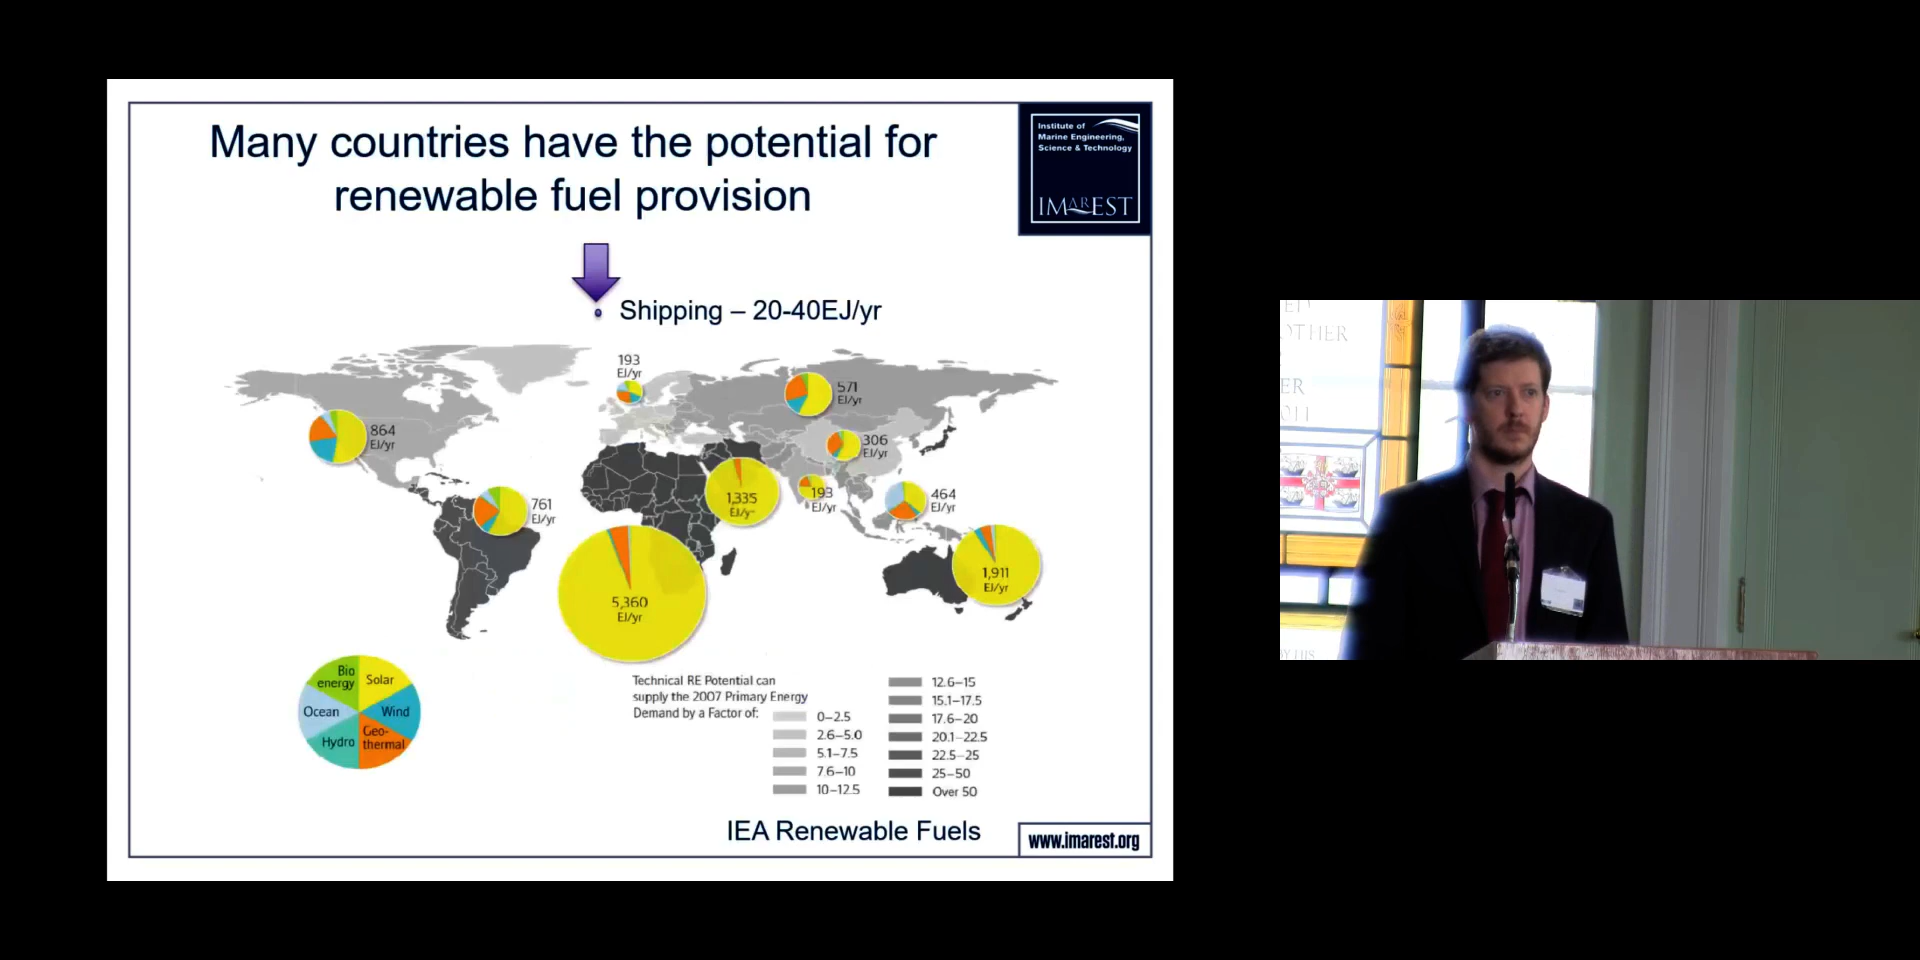 Many countries have the potential for
renewable fuel provision
Institute of
Marine Engineering,
Science & Technology
IMAREST
Shipping – 20-40EJ/yr
193
EJ/yr
571
EJ/yr
864
EJ/yr
306
EJ/yr
1,335
EJ/yr
193
EJ/yr
464
EJ/yr
761
EJ/yr
1,911
EJ/yr
5,360
EJ/yr
Bio
energy
Solar
Ocean
Wind
Hydro
Geo-
thermal
Technical RE Potential can
supply the 2007 Primary Energy
Demand by a Factor of:
0–2.5
2.6–5.0
5.1–7.5
7.6–10
10–12.5
12.6–15
15.1–17.5
17.6–20
20.1–22.5
22.5–25
25–50
Over 50
IEA Renewable Fuels
www.imarest.org
OTHER
ER